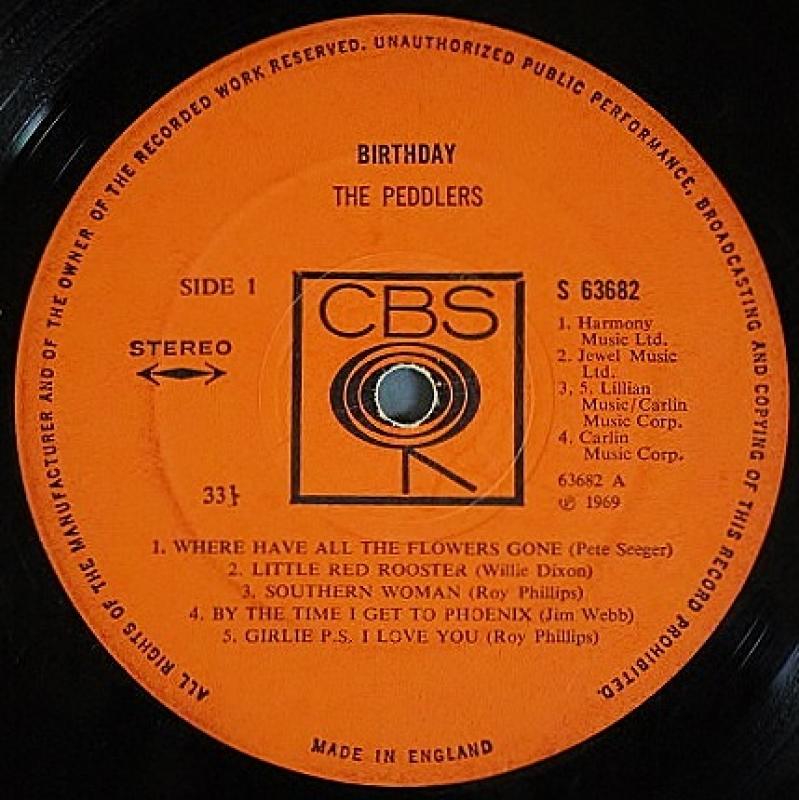 ALL RIGHTS OF THE MANUFACTURER AND OF THE OWNER OF THE RECORDED WORK RESERVED. UNAUTHORIZED PUBLIC PERFORMANCE, BROADCASTING AND COPYING OF THIS RECORD PROHIBITED.
BIRTHDAY
THE PEDDLERS
SIDE 1
STEREO
33⅓
CBS
S 63682
1. Harmony
Music Ltd.
2. Jewel Music
Ltd.
3, 5. Lillian
Music/Carlin
Music Corp.
4. Carlin
Music Corp.
63682 A
℗ 1969
1. WHERE HAVE ALL THE FLOWERS GONE (Pete Seeger)
2. LITTLE RED ROOSTER (Willie Dixon)
3. SOUTHERN WOMAN (Roy Phillips)
4. BY THE TIME I GET TO PHOENIX (Jim Webb)
5. GIRLIE P.S. I LOVE YOU (Roy Phillips)
MADE IN ENGLAND